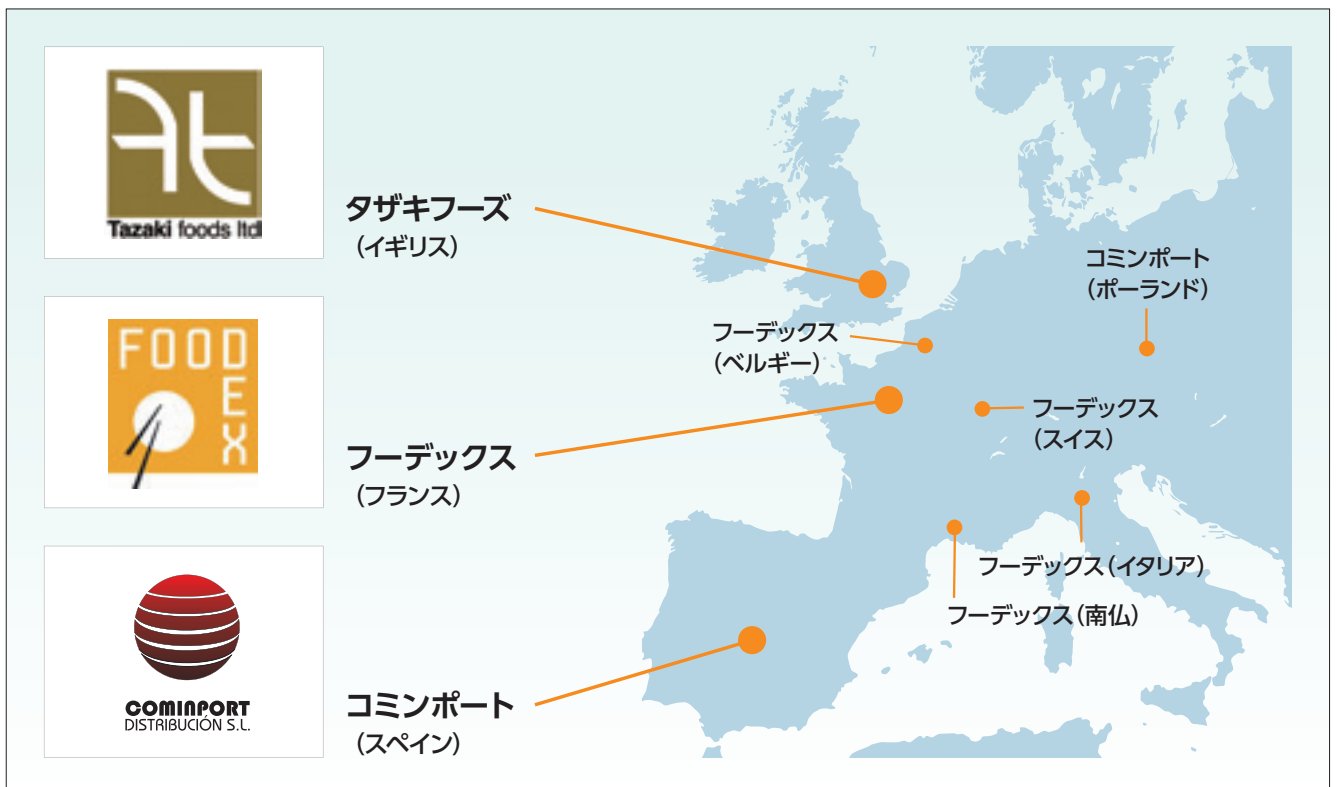 Tazaki foods ltd
タザキフーズ
（イギリス）
FOOD
DEX
フーデックス
（フランス）
COMINPORT
DISTRIBUCIÓN S.L.
コミンポート
（スペイン）
7
コミンポート
（ポーランド）
フーデックス
（ベルギー）
フーデックス
（スイス）
フーデックス（イタリア）
フーデックス（南仏）